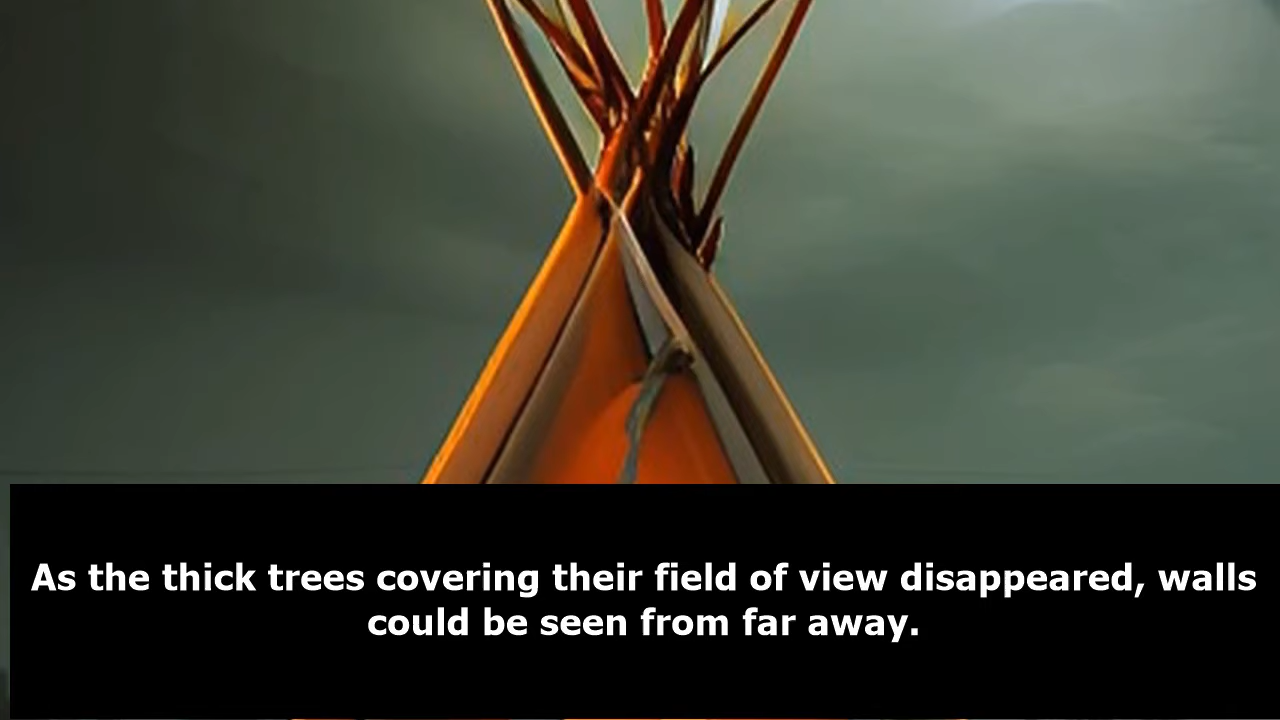 As the thick trees covering their field of view disappeared, walls
could be seen from far away.